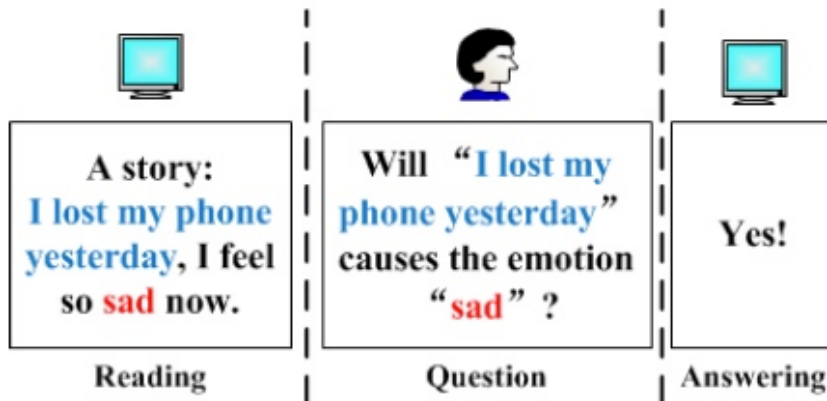 A story:
I lost my phone
yesterday, I feel
so sad now.
Reading
Will “I lost my
phone yesterday”
causes the emotion
“sad” ?
Question
Yes!
Answering